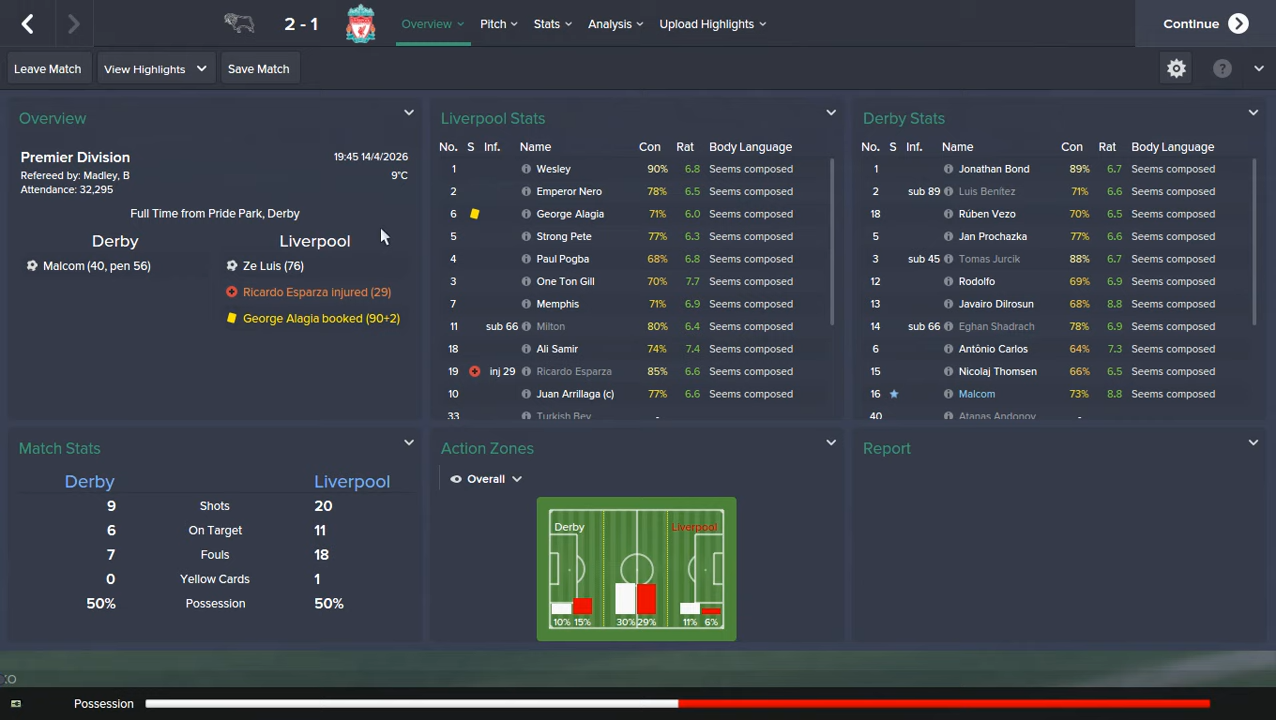 2 - 1
Overview
Pitch
Stats
Analysis
Upload Highlights
Continue
Leave Match
View Highlights
Save Match
?
Overview
Premier Division
19:45 14/4/2026
Refereed by: Madley, B
9°C
Attendance: 32,295
Full Time from Pride Park, Derby
Derby
Liverpool
Malcom (40, pen 56)
Ze Luis (76)
Ricardo Esparza injured (29)
George Alagia booked (90+2)
Liverpool Stats
No. S Inf. Name Con Rat Body Language
1 Wesley 90% 6.8 Seems composed
2 Emperor Nero 78% 6.5 Seems composed
6 George Alagia 71% 6.0 Seems composed
5 Strong Pete 77% 6.3 Seems composed
4 Paul Pogba 68% 6.8 Seems composed
3 One Ton Gill 70% 7.7 Seems composed
7 Memphis 71% 6.9 Seems composed
11 sub 66 Milton 80% 6.4 Seems composed
18 Ali Samir 74% 7.4 Seems composed
19 inj 29 Ricardo Esparza 85% 6.6 Seems composed
10 Juan Arrillaga (c) 77% 6.6 Seems composed
33 Turkish Bey -
Derby Stats
No. S Inf. Name Con Rat Body Language
1 Jonathan Bond 89% 6.7 Seems composed
2 sub 89 Luis Benítez 71% 6.6 Seems composed
18 Rúben Vezo 70% 6.5 Seems composed
5 Jan Prochazka 77% 6.6 Seems composed
3 sub 45 Tomas Jurcik 88% 6.7 Seems composed
12 Rodolfo 69% 6.9 Seems composed
13 Javairo Dilrosun 68% 8.8 Seems composed
14 sub 66 Eghan Shadrach 78% 6.9 Seems composed
6 Antônio Carlos 64% 7.3 Seems composed
15 Nicolaj Thomsen 66% 6.5 Seems composed
16 Malcom 73% 8.8 Seems composed
40 Atanas Andonov -
Match Stats
Derby
Liverpool
9 Shots 20
6 On Target 11
7 Fouls 18
0 Yellow Cards 1
50% Possession 50%
Action Zones
Overall
Derby
Liverpool
10% 15% 30% 29% 11% 6%
Report
:O
Possession